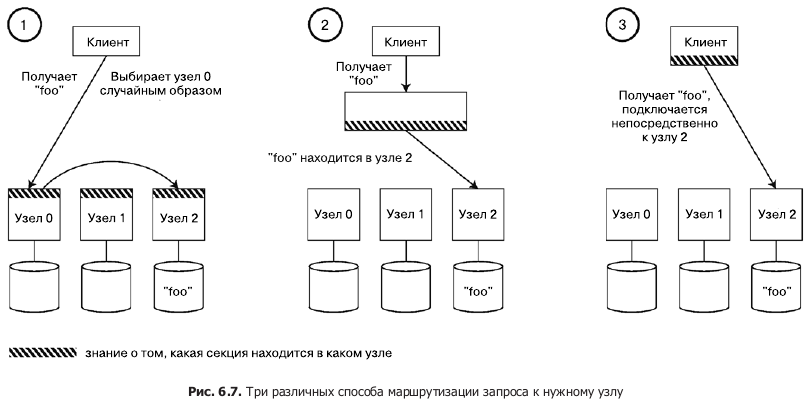 1
Клиент
Получает
"foo"
Выбирает узел 0
случайным образом
Узел 0
Узел 1
Узел 2
"foo"
2
Клиент
Получает
"foo"
"foo" находится в узле 2
Узел 0
Узел 1
Узел 2
"foo"
3
Клиент
Получает "foo",
подключается
непосредственно
к узлу 2
Узел 0
Узел 1
Узел 2
"foo"
знание о том, какая секция находится в каком узле
Рис. 6.7. Три различных способа маршрутизации запроса к нужному узлу